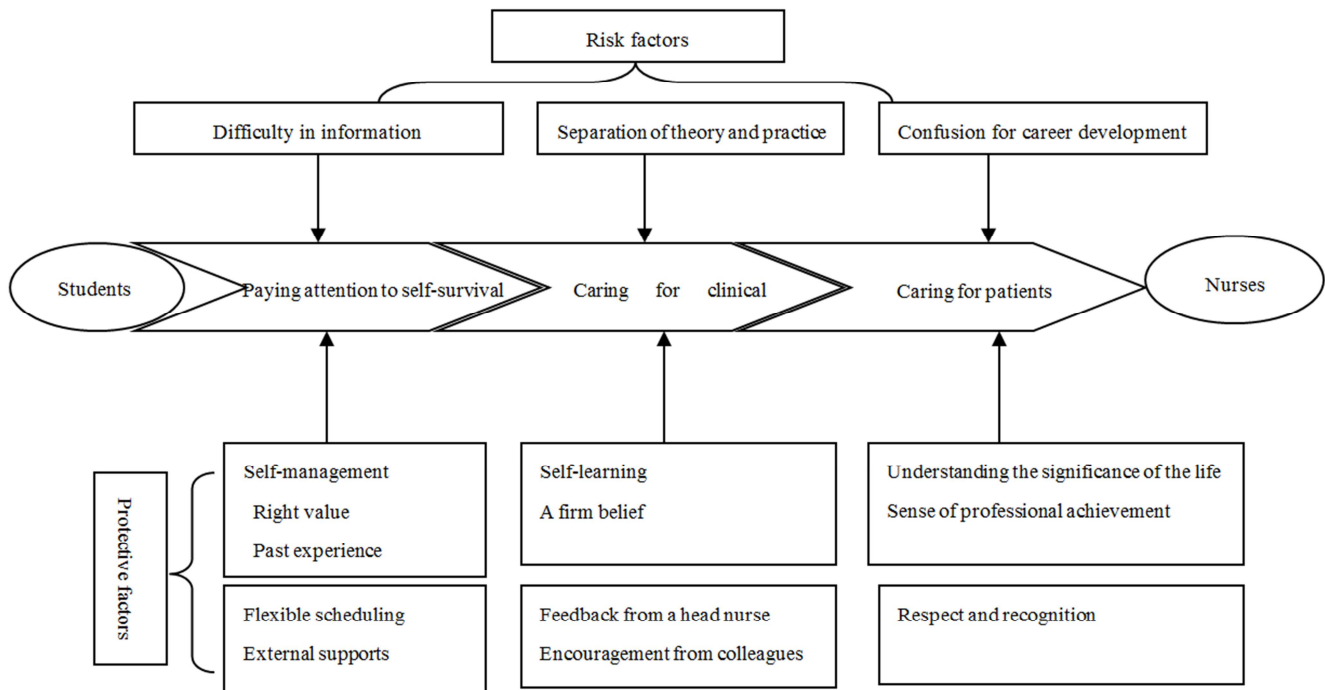 Risk factors
Difficulty in information
Separation of theory and practice
Confusion for career development
Students
Paying attention to self-survival
Caring for clinical
Caring for patients
Nurses
Protective factors
Self-management
Right value
Past experience
Self-learning
A firm belief
Understanding the significance of the life
Sense of professional achievement
Flexible scheduling
External supports
Feedback from a head nurse
Encouragement from colleagues
Respect and recognition